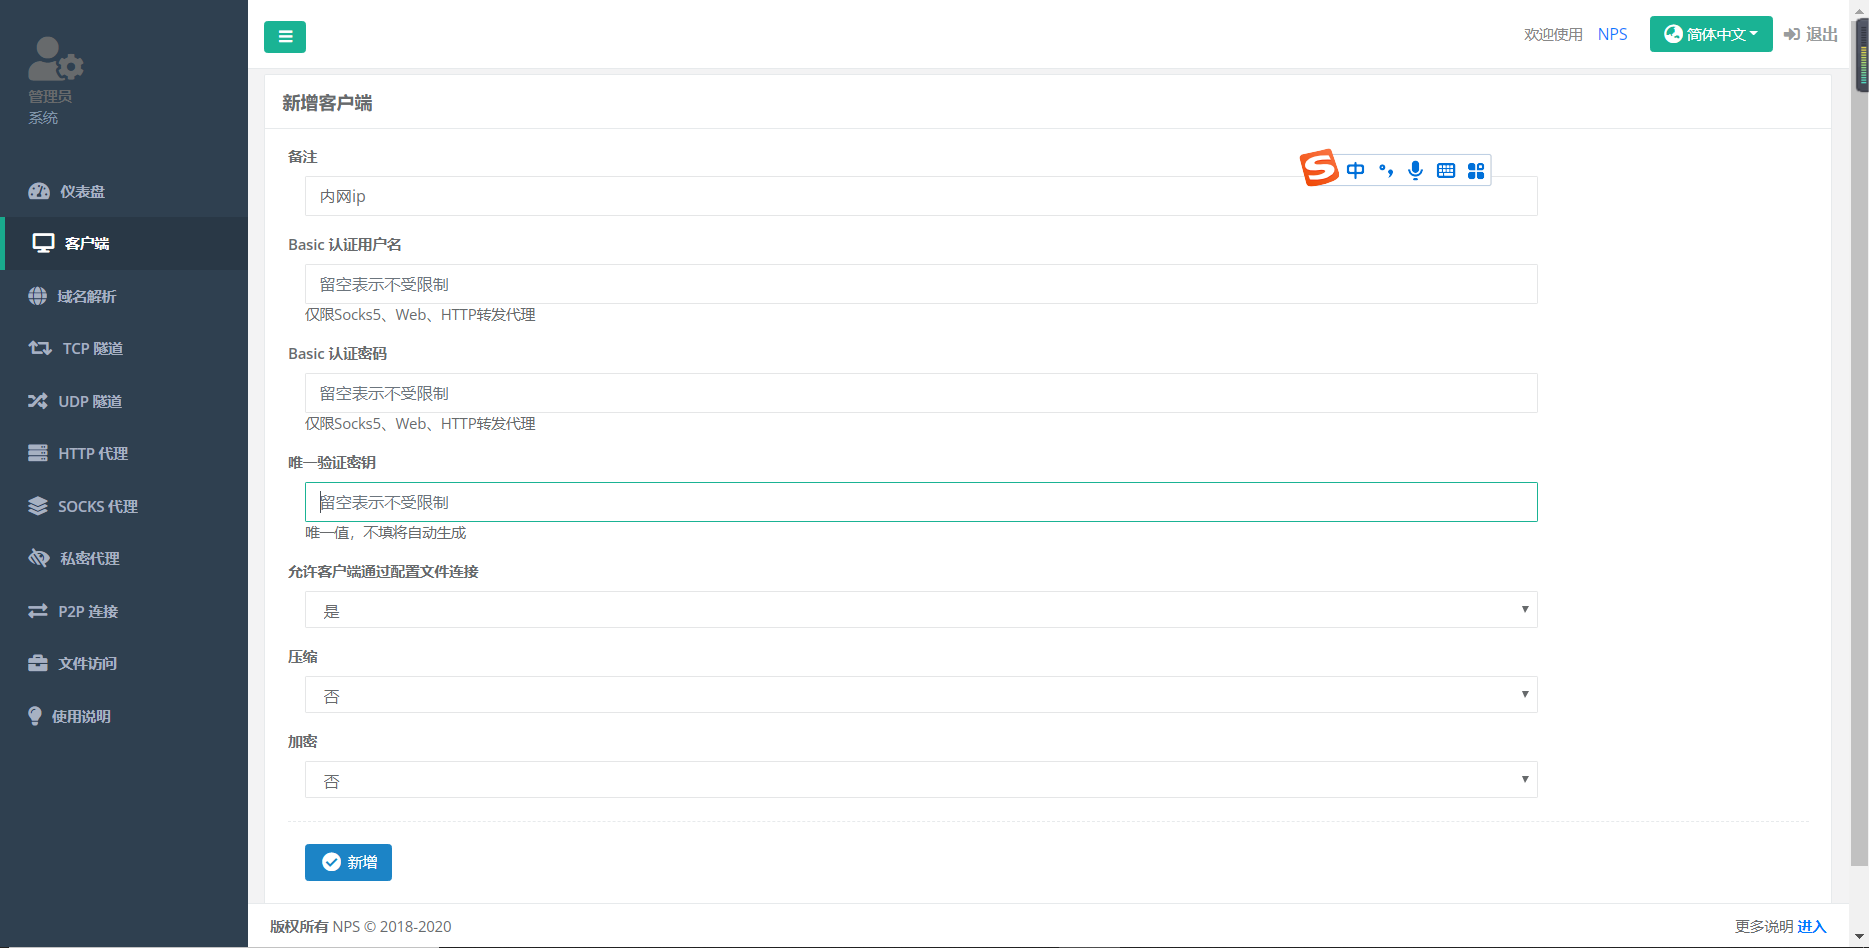 欢迎使用 NPS 简体中文 退出
管理员
系统
仪表盘
客户端
域名解析
TCP 隧道
UDP 隧道
HTTP 代理
SOCKS 代理
私密代理
P2P 连接
文件访问
使用说明
新增客户端
备注
内网ip
中
Basic 认证用户名
留空表示不受限制
仅限Socks5、Web、HTTP转发代理
Basic 认证密码
留空表示不受限制
仅限Socks5、Web、HTTP转发代理
唯一验证密钥
留空表示不受限制
唯一值，不填将自动生成
允许客户端通过配置文件连接
是
压缩
否
加密
否
新增
版权所有 NPS © 2018-2020
更多说明 进入